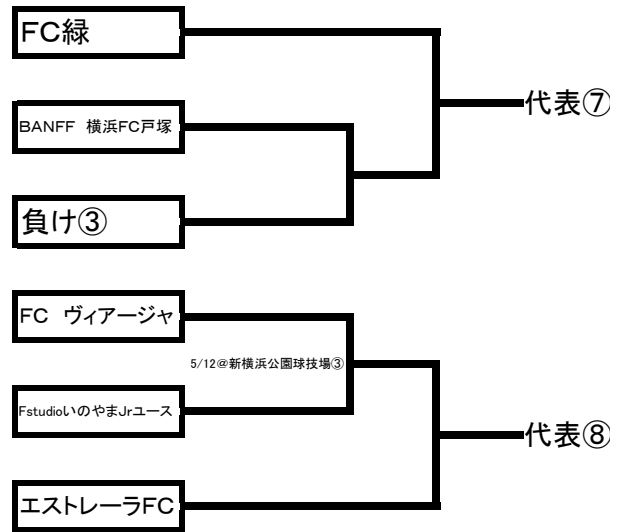 FC緑
代表⑦
BANFF 横浜FC戸塚
負け③
FC ヴィアージャ
5/12@新横浜公園球技場③
FstudioいのやまJrユース
代表⑧
エストレーラFC